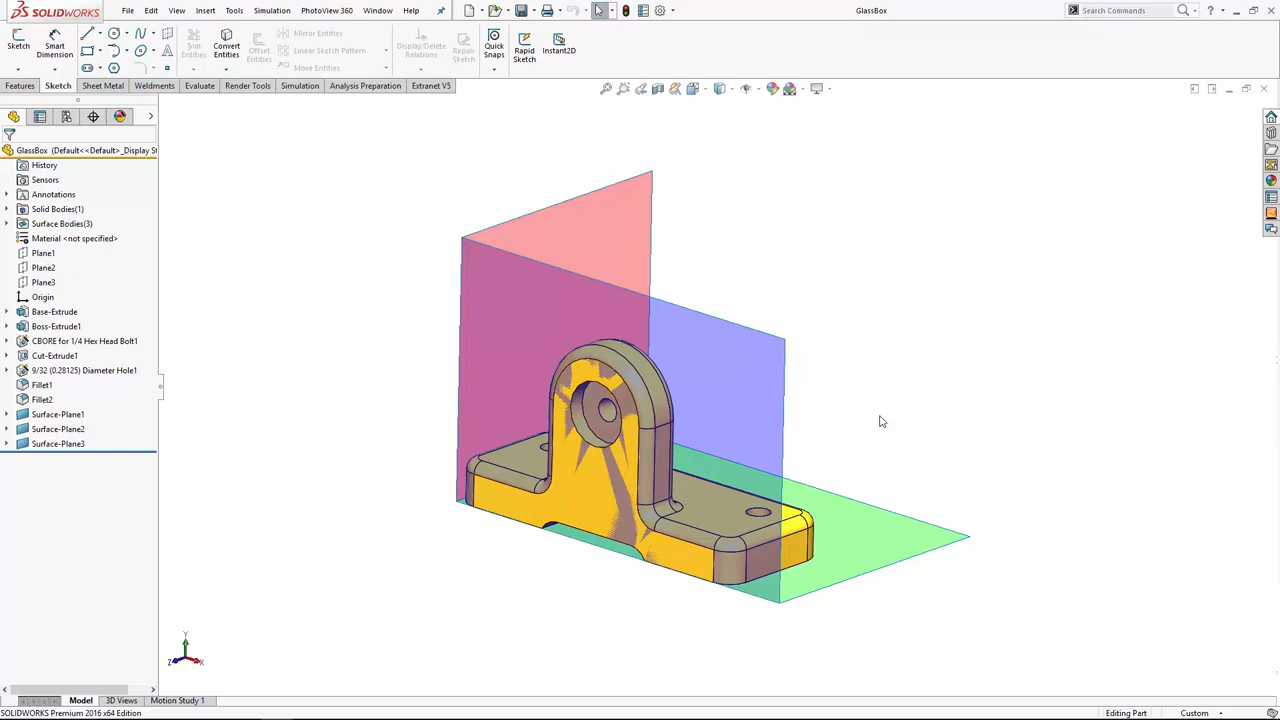 SOLIDWORKS File Edit View Insert Tools Simulation PhotoView 360 Window Help GlassBox Search Commands ?
Sketch
Smart Dimension
Trim Entities
Convert Entities
Offset Entities
Mirror Entities
Linear Sketch Pattern
Move Entities
Display/Delete Relations
Repair Sketch
Quick Snaps
Rapid Sketch
Instant2D
Features Sketch Sheet Metal Weldments Evaluate Render Tools Simulation Analysis Preparation Extranet V5
GlassBox (Default<<Default>_Display St
History
Sensors
Annotations
Solid Bodies(1)
Surface Bodies(3)
Material <not specified>
Plane1
Plane2
Plane3
Origin
Base-Extrude
Boss-Extrude1
CBORE for 1/4 Hex Head Bolt1
Cut-Extrude1
9/32 (0.28125) Diameter Hole1
Fillet1
Fillet2
Surface-Plane1
Surface-Plane2
Surface-Plane3
Y
Z X
Model 3D Views Motion Study 1
SOLIDWORKS Premium 2016 x64 Edition Editing Part Custom